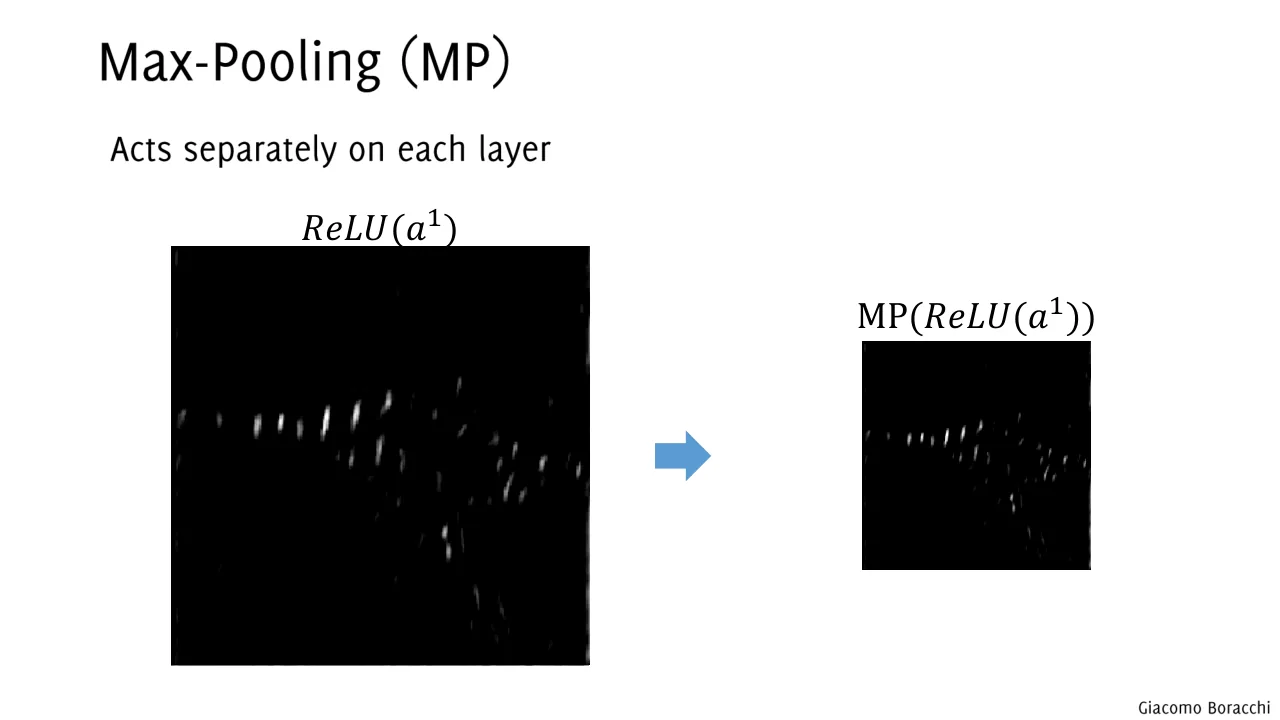 Max-Pooling (MP)
Acts separately on each layer
ReLU(a¹)
MP(ReLU(a¹))
Giacomo Boracchi